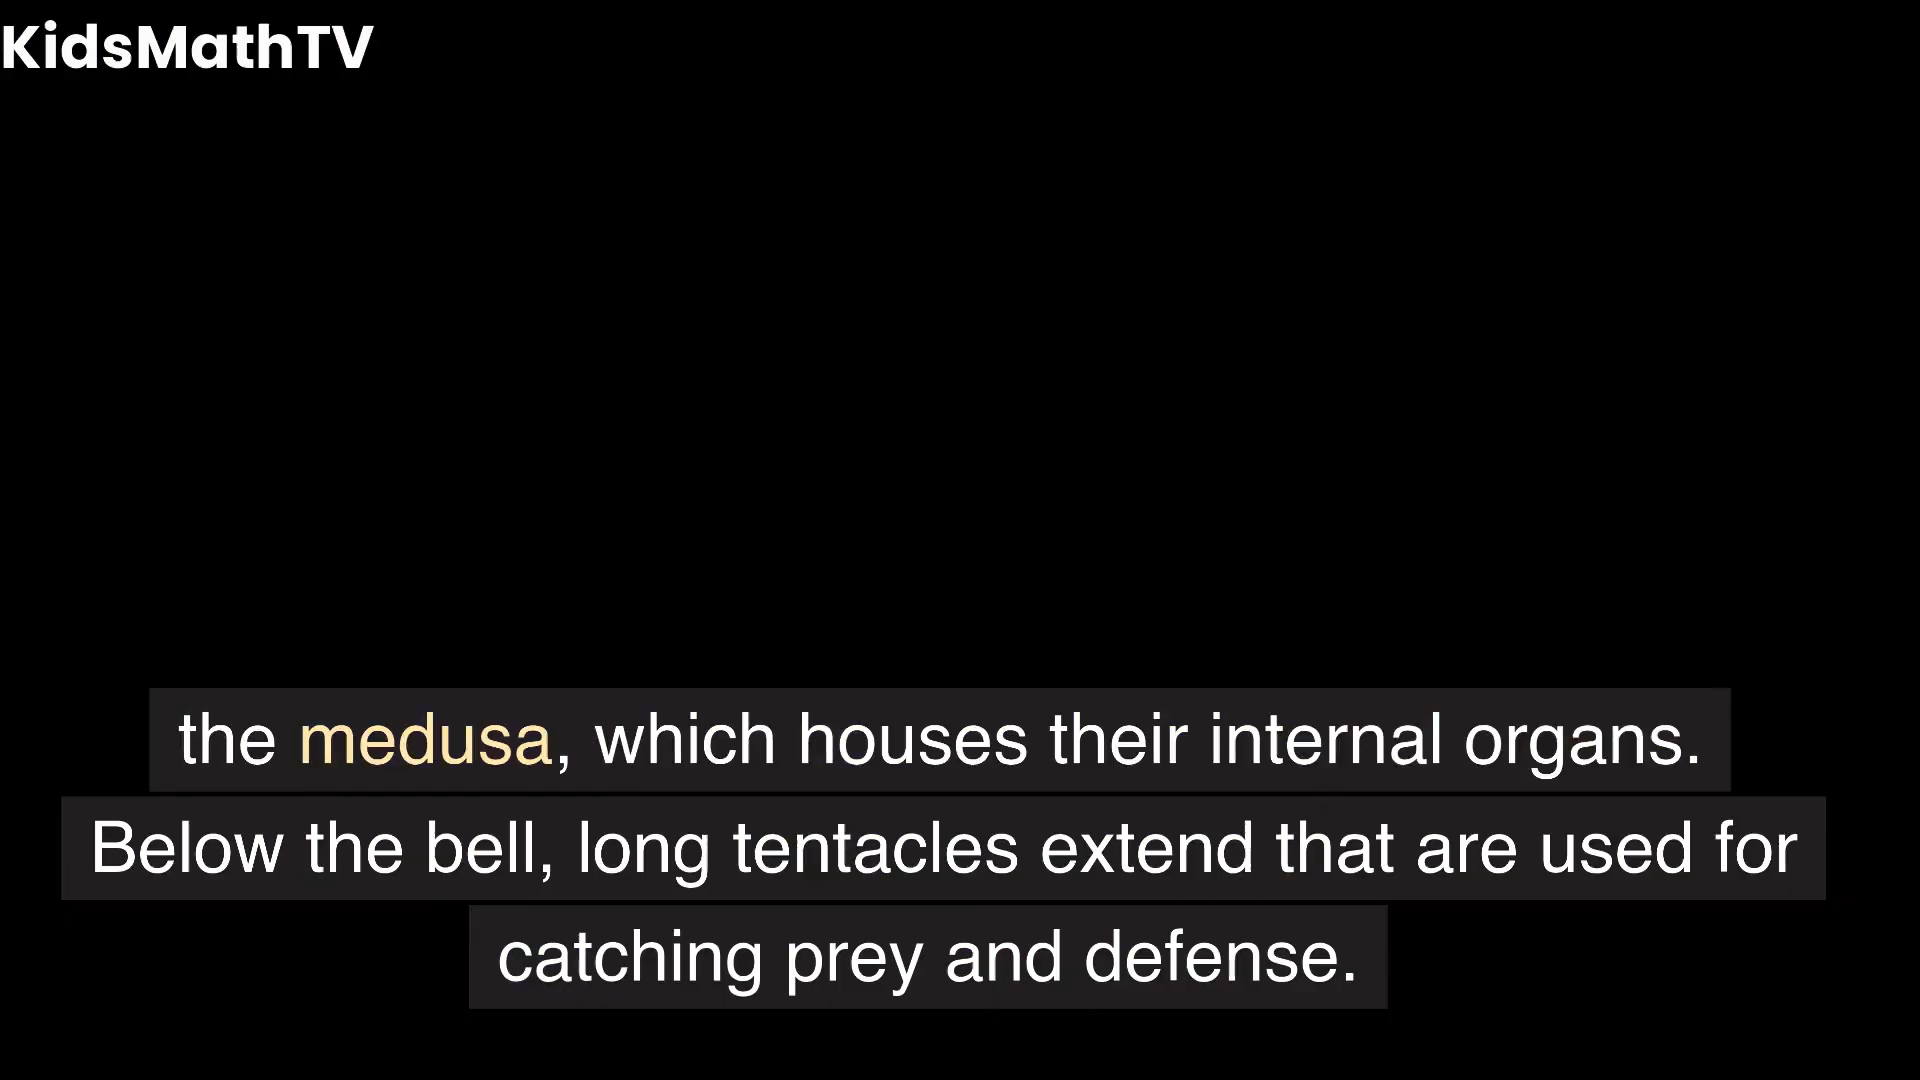 KidsMathTV
the medusa, which houses their internal organs.
Below the bell, long tentacles extend that are used for
catching prey and defense.